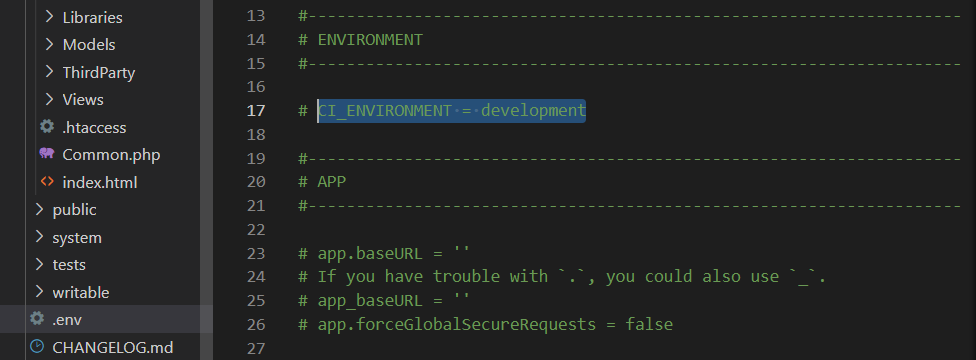 Libraries
Models
ThirdParty
Views
.htaccess
Common.php
index.html
public
system
tests
writable
.env
CHANGELOG.md
13 #--------------------------------------------------------------------
14 # ENVIRONMENT
15 #--------------------------------------------------------------------
16
17 # CI_ENVIRONMENT = development
18
19 #--------------------------------------------------------------------
20 # APP
21 #--------------------------------------------------------------------
22
23 # app.baseURL = ''
24 # If you have trouble with `.`, you could also use `_`.
25 # app_baseURL = ''
26 # app.forceGlobalSecureRequests = false
27